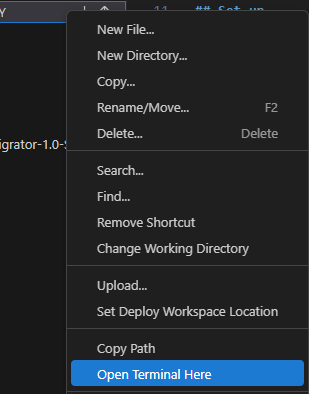 Y
11 ## Set up
New File...
New Directory...
Copy...
Rename/Move... F2
Delete... Delete
igrator-1.0-S
Search...
Find...
Remove Shortcut
Change Working Directory
Upload...
Set Deploy Workspace Location
Copy Path
Open Terminal Here